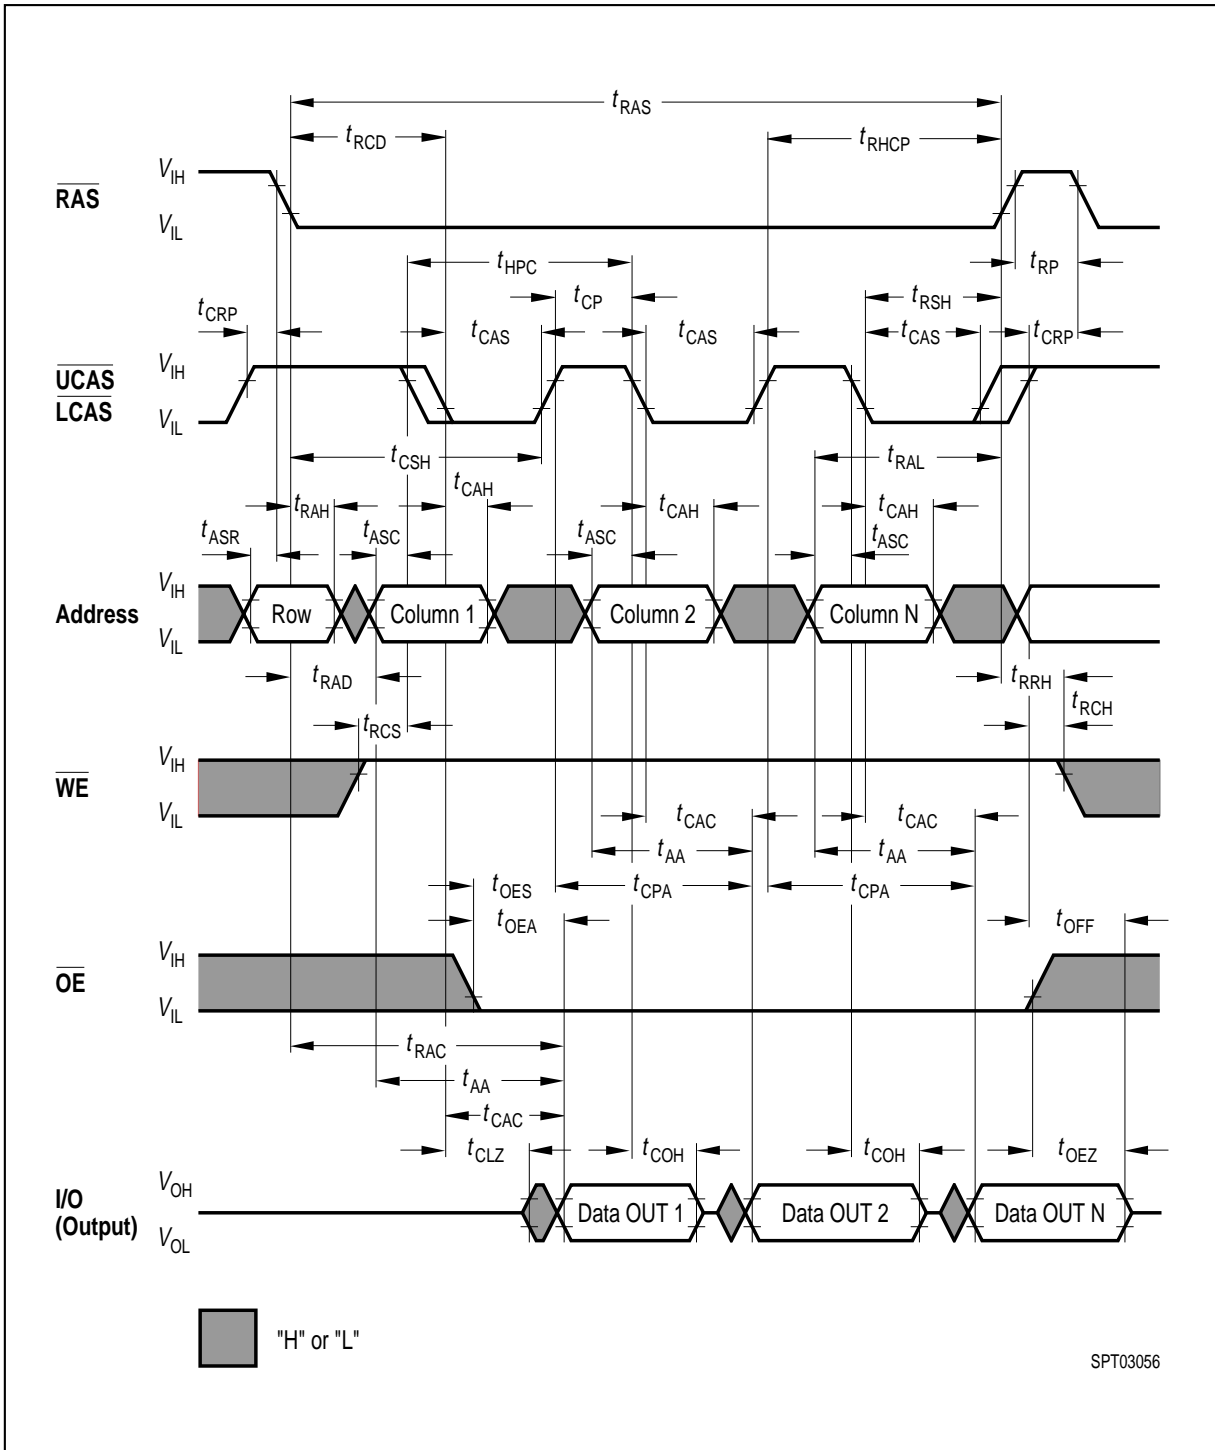 tRAS
tRCD
tRHCP
RAS
VIH
VIL
tHPC
tRP
tCP
tRSH
tCRP
tCAS
tCAS
tCAS
tCRP
UCAS
LCAS
VIH
VIL
tCSH
tRAL
tCAH
tRAH
tCAH
tCAH
tASR
tASC
tASC
tASC
Address
VIH
VIL
Row
Column 1
Column 2
Column N
tRAD
tRRH
tRCH
tRCS
WE
VIH
VIL
tCAC
tCAC
tAA
tAA
tOES
tCPA
tCPA
tOEA
tOFF
OE
VIH
VIL
tRAC
tAA
tCAC
tCLZ
tCOH
tCOH
tOEZ
I/O
(Output)
VOH
VOL
Data OUT 1
Data OUT 2
Data OUT N
"H" or "L"
SPT03056